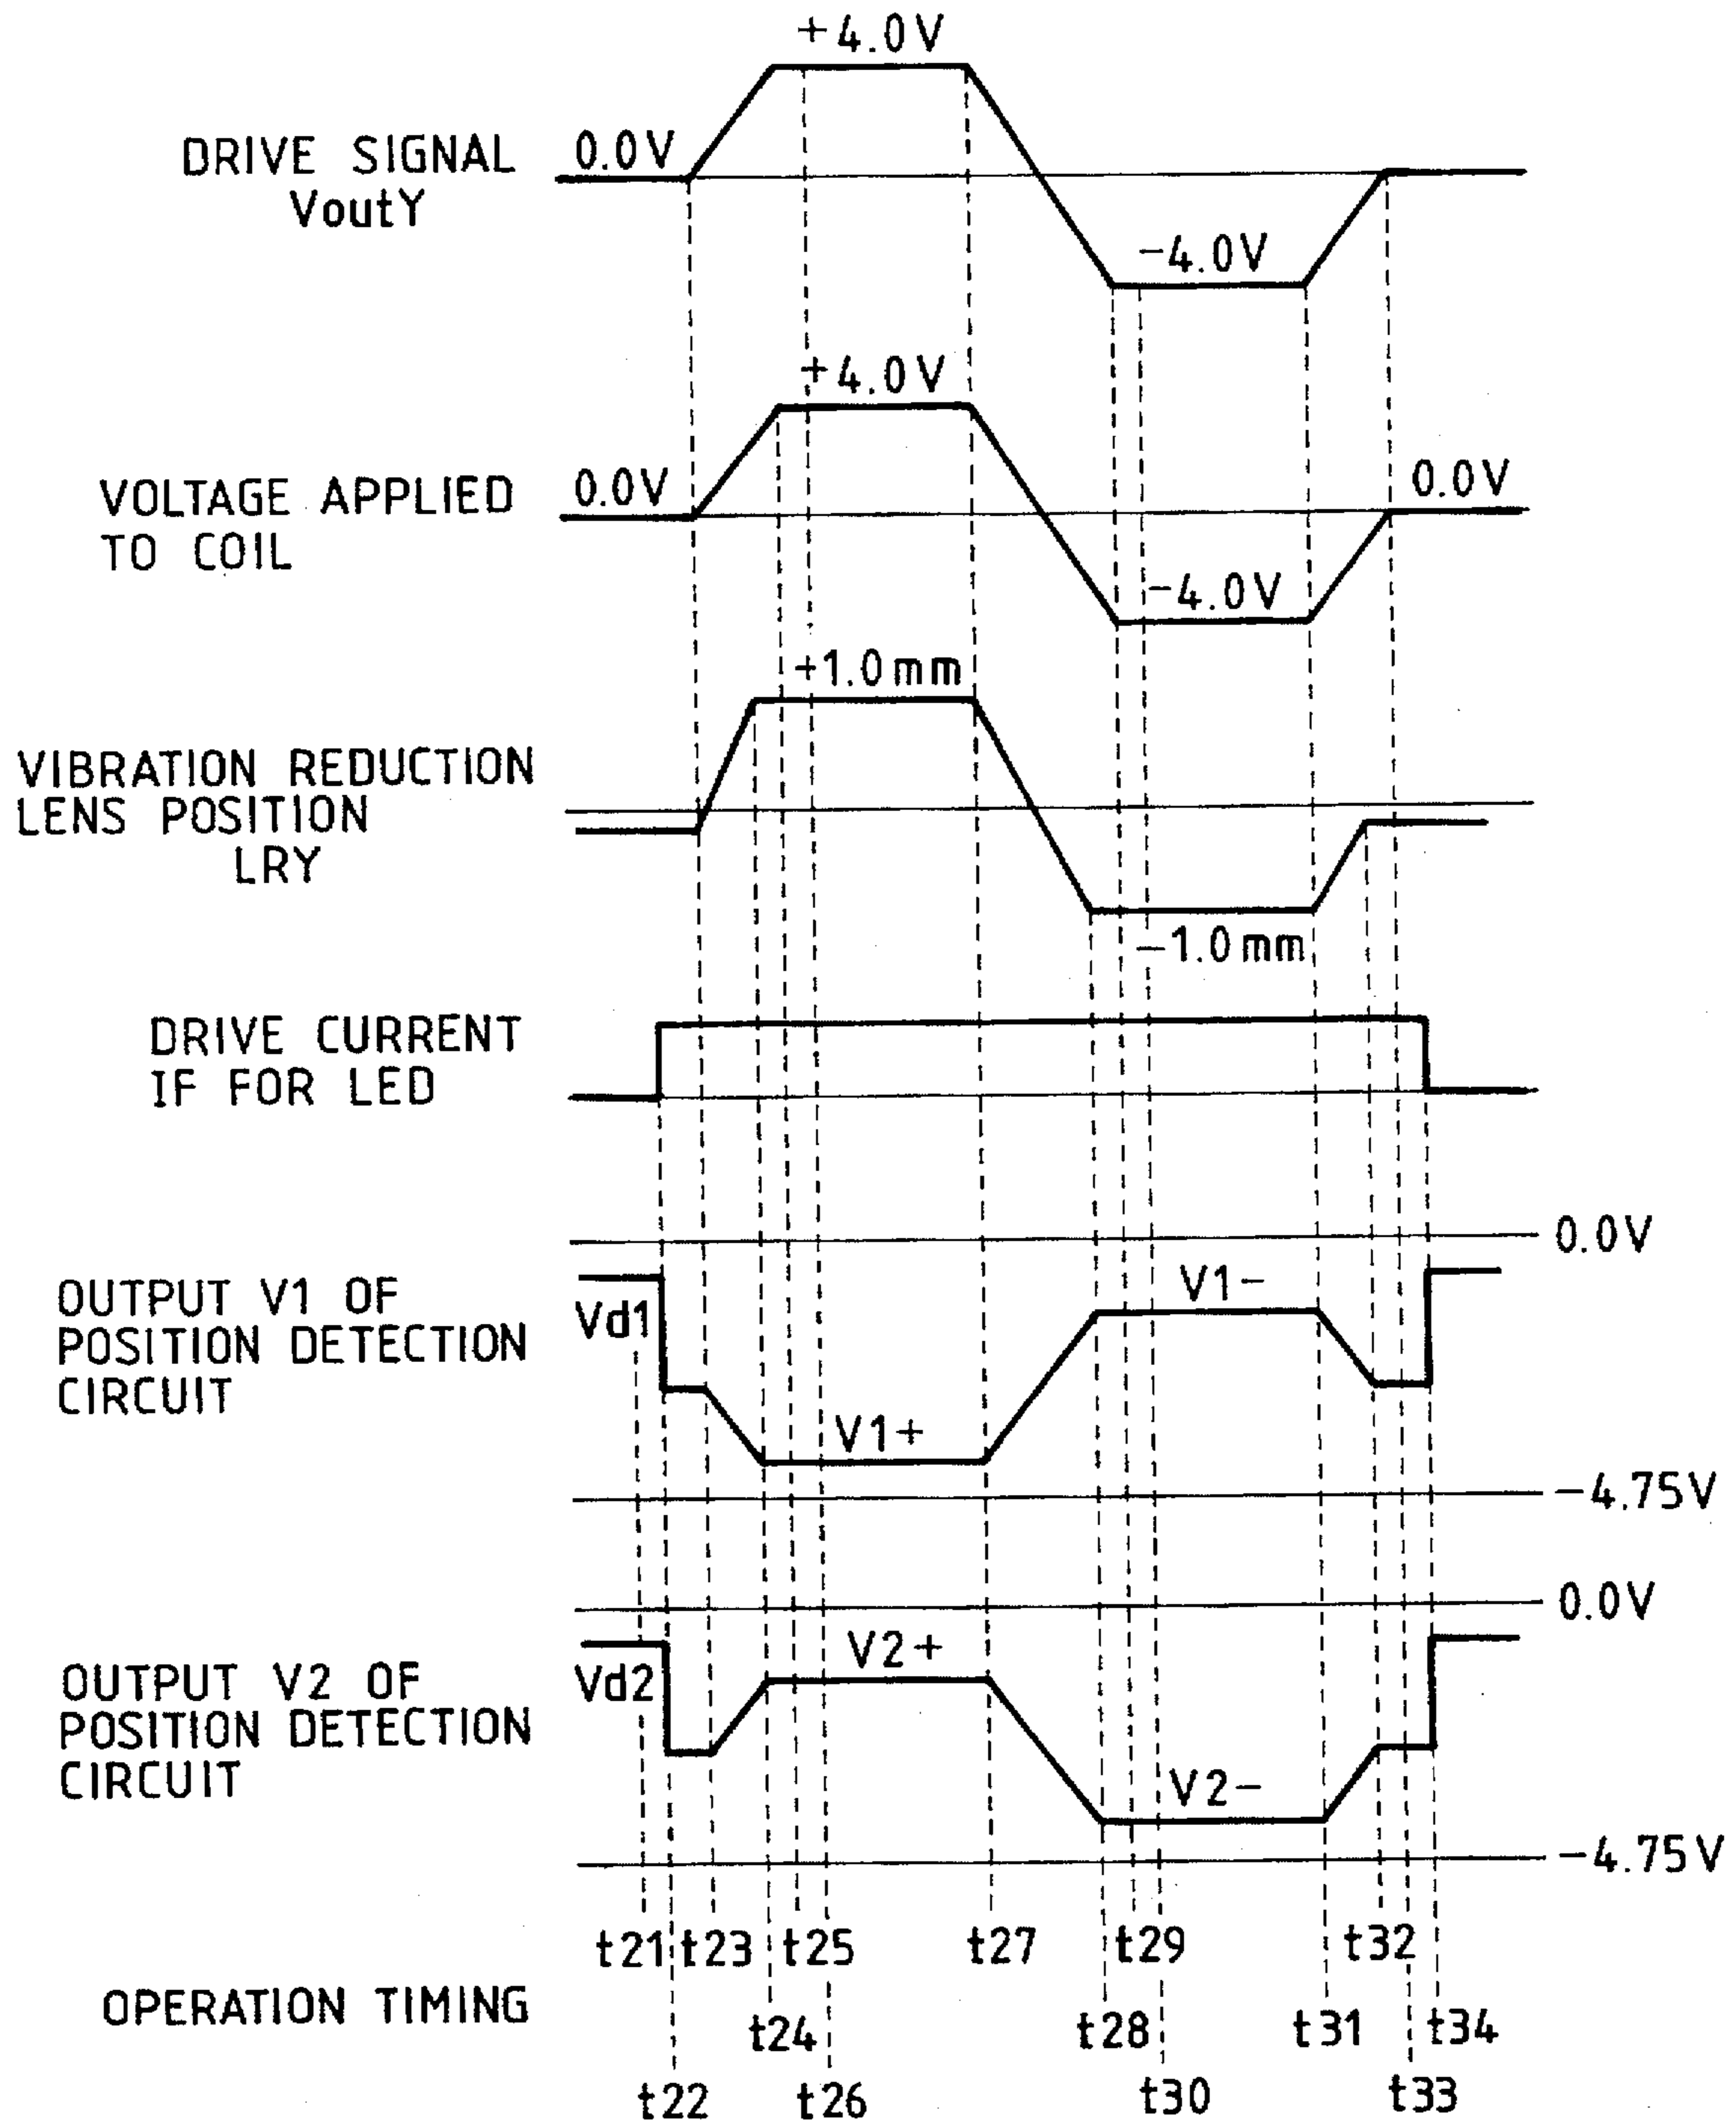 +4.0V
DRIVE SIGNAL
VoutY
0.0V
-4.0V
+4.0V
VOLTAGE APPLIED
TO COIL
0.0V
0.0V
-4.0V
+1.0mm
VIBRATION REDUCTION
LENS POSITION
LRY
-1.0mm
DRIVE CURRENT
IF FOR LED
0.0V
OUTPUT V1 OF
POSITION DETECTION
CIRCUIT
Vd1
V1-
V1+
-4.75V
0.0V
OUTPUT V2 OF
POSITION DETECTION
CIRCUIT
Vd2
V2+
V2-
-4.75V
t21 t23 t25 t27 t29 t32
OPERATION TIMING
t24 t28 t31 t34
t22 t26 t30 t33